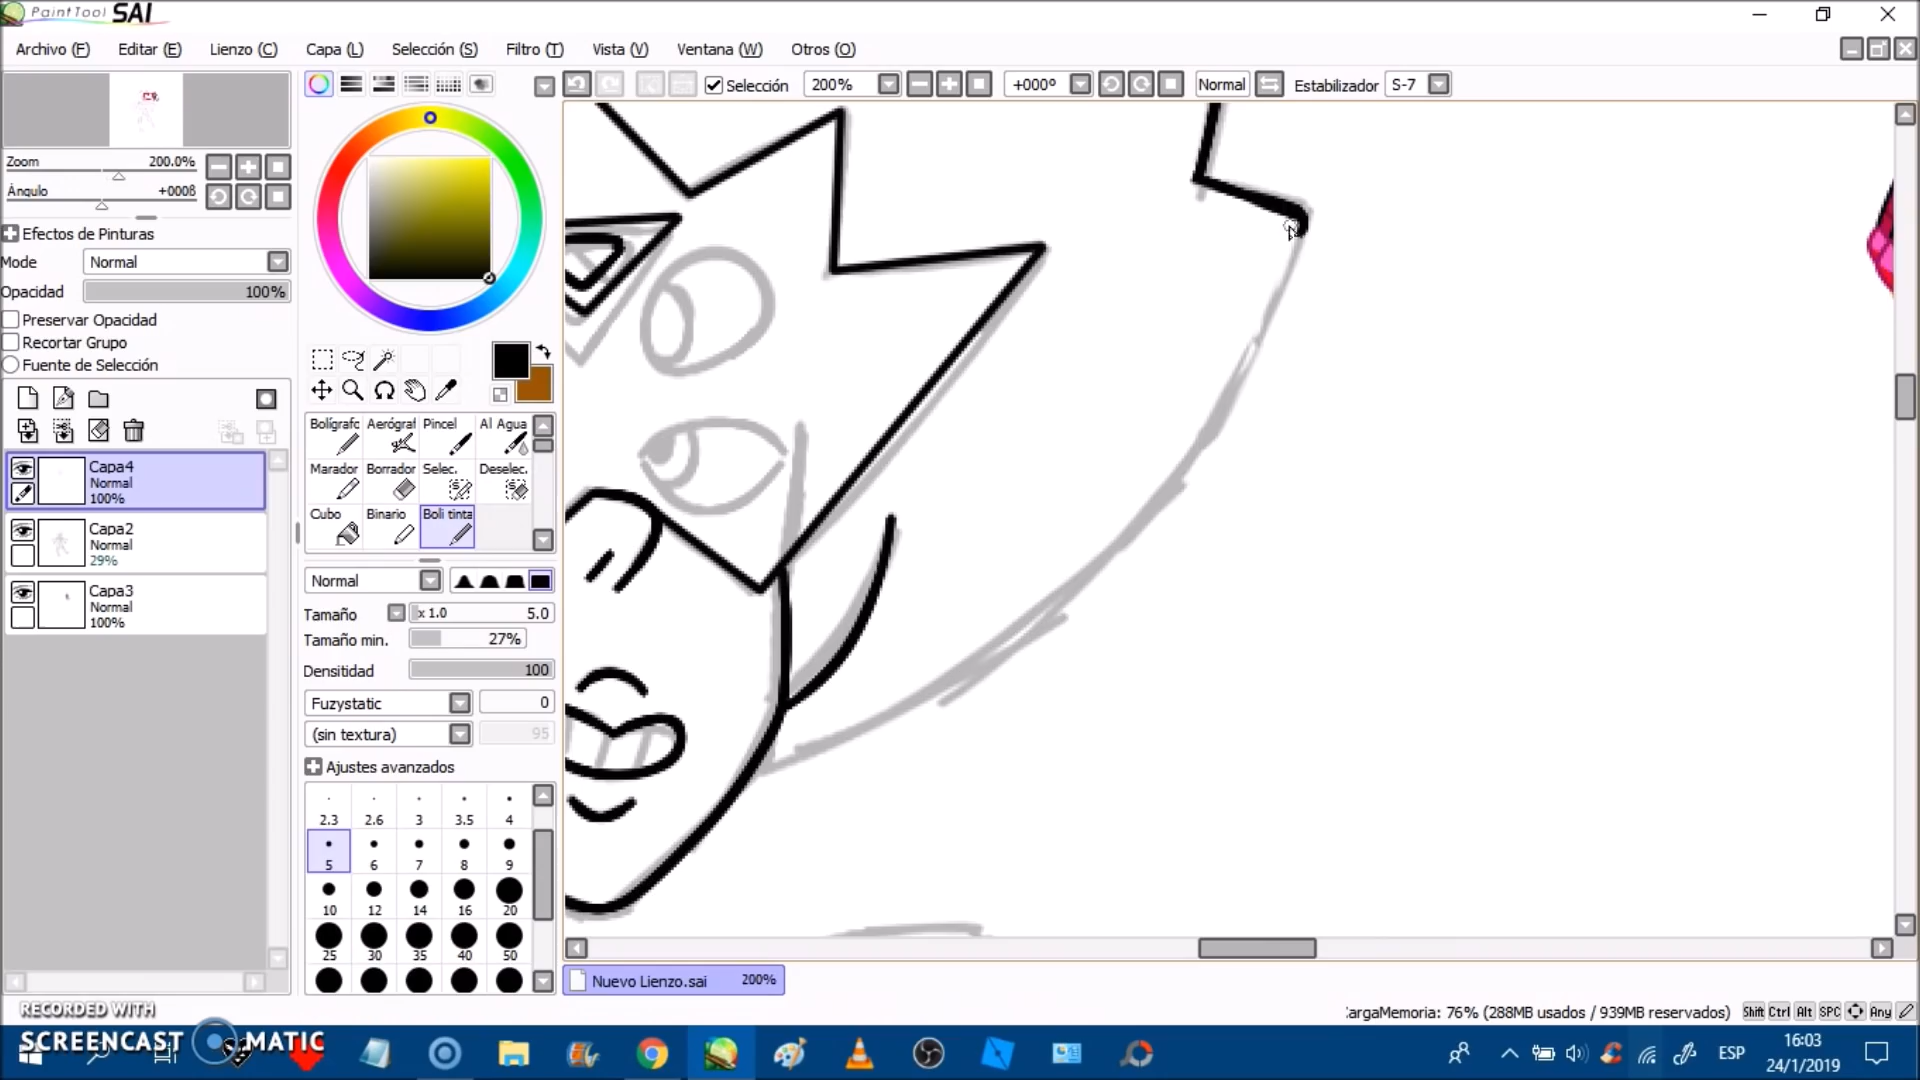 PaintTool SAI
Archivo (F) Editar (E) Lienzo (C) Capa (L) Selección (S) Filtro (T) Vista (V) Ventana (W) Otros (O)
Selección 200% +000º Normal Estabilizador S-7
Zoom 200.0%
Ángulo +000ß
Efectos de Pinturas
Mode Normal
Opacidad 100%
Preservar Opacidad
Recortar Grupo
Fuente de Selección
Capa4
Normal
100%
Capa2
Normal
29%
Capa3
Normal
100%
Bolígrafo Aerógraf Pincel Al Agua
Marador Borrador Selec. Deselec.
Cubo Binario Boli tinta
Normal
Tamaño x 1.0 5.0
Tamaño min. 27%
Densitidad 100
Fuzystatic 0
(sin textura) 95
Ajustes avanzados
2.3 2.6 3 3.5 4
5 6 7 8 9
10 12 14 16 20
25 30 35 40 50
Nuevo Lienzo.sai 200%
:argaMemoria: 76% (288MB usados / 939MB reservados) Shift Ctrl Alt SPC Any
RECORDED WITH
SCREENCAST MATIC
ESP
16:03
24/1/2019